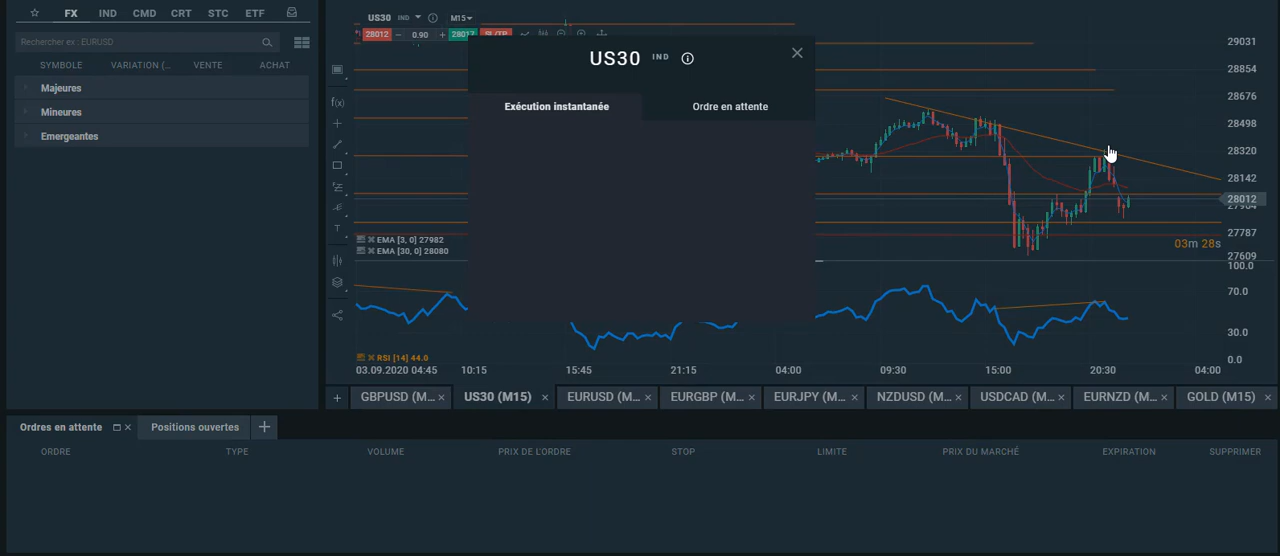 FX IND CMD CRT STC ETF
Rechercher ex : EURUSD
SYMBOLE VARIATION (... VENTE ACHAT
Majeures
Mineures
Emergeantes
US30 IND M15
28012 0.90 28017 SL/TP
US30 IND
Exécution instantanée Ordre en attente
f(x)
T
EMA [3, 0] 27982
EMA [30, 0] 28080
RSI [14] 44.0
29031
28854
28676
28498
28320
28142
28012
27787
27609
03m 28s
100.0
70.0
30.0
0.0
03.09.2020 04:45 10:15 15:45 21:15 04:00 09:30 15:00 20:30 04:00
GBPUSD (M... US30 (M15) EURUSD (M... EURGBP (M... EURJPY (M... NZDUSD (M... USDCAD (M... EURNZD (M... GOLD (M15)
Ordres en attente Positions ouvertes
ORDRE TYPE VOLUME PRIX DE L'ORDRE STOP LIMITE PRIX DU MARCHÉ EXPIRATION SUPPRIMER